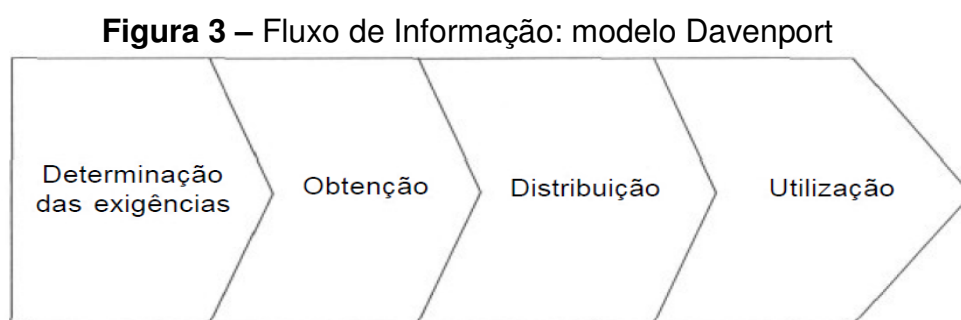 Figura 3 – Fluxo de Informação: modelo Davenport
Determinação
das exigências
Obtenção
Distribuição
Utilização